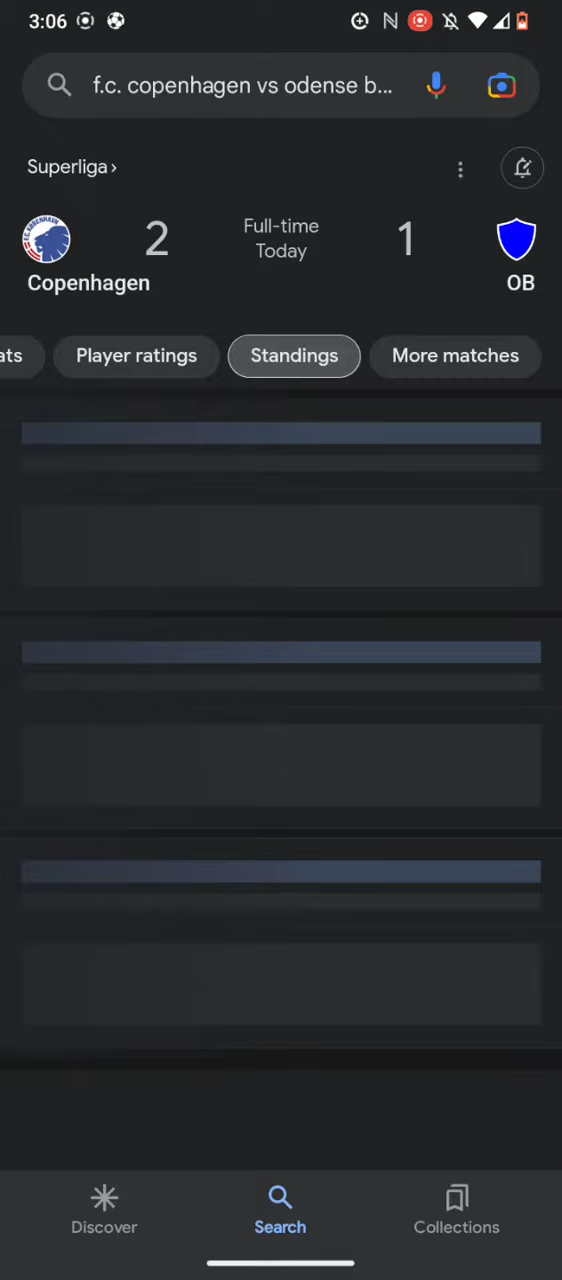 3:06
f.c. copenhagen vs odense b...
Superliga ›
2
Full-time
Today
1
Copenhagen
OB
ats
Player ratings
Standings
More matches
Discover
Search
Collections